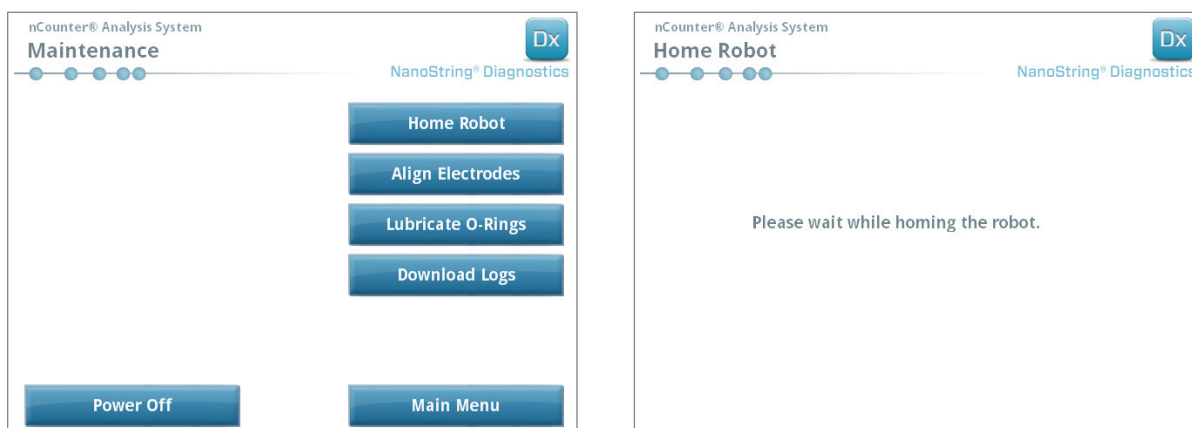 nCounter® Analysis System
Maintenance
Dx
NanoString® Diagnostics
Home Robot
Align Electrodes
Lubricate O-Rings
Download Logs
Power Off
Main Menu
nCounter® Analysis System
Home Robot
Dx
NanoString® Diagnostics
Please wait while homing the robot.